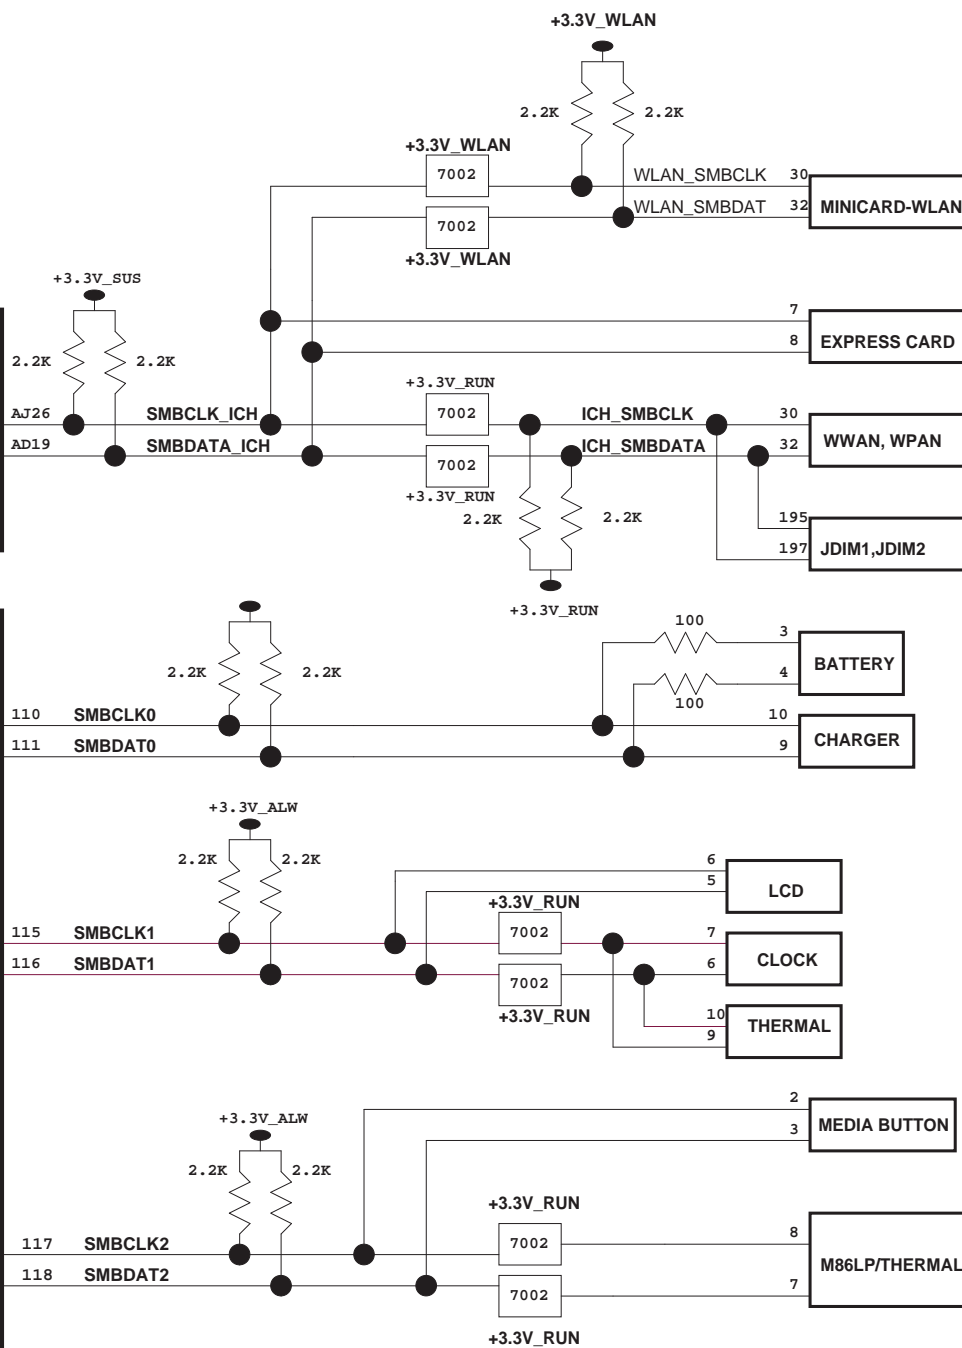 +3.3V_WLAN
2.2K 2.2K
+3.3V_WLAN
7002 WLAN_SMBCLK 30
MINICARD-WLAN
7002 WLAN_SMBDAT 32
+3.3V_WLAN
+3.3V_SUS
7
EXPRESS CARD
8
2.2K 2.2K
+3.3V_RUN
AJ26 SMBCLK_ICH 7002 ICH_SMBCLK 30
WWAN, WPAN
AD19 SMBDATA_ICH 7002 ICH_SMBDATA 32
+3.3V_RUN
2.2K 2.2K
195
JDIM1,JDIM2
197
+3.3V_RUN
100 3
BATTERY
2.2K 2.2K
4
100
110 SMBCLK0 10
CHARGER
111 SMBDAT0 9
+3.3V_ALW
2.2K 2.2K
6
LCD
5
+3.3V_RUN
115 SMBCLK1 7002 7
CLOCK
116 SMBDAT1 7002 6
+3.3V_RUN
10
THERMAL
9
2
MEDIA BUTTON
3
+3.3V_ALW
2.2K 2.2K
+3.3V_RUN
117 SMBCLK2 7002 8
M86LP/THERMAL
118 SMBDAT2 7002 7
+3.3V_RUN